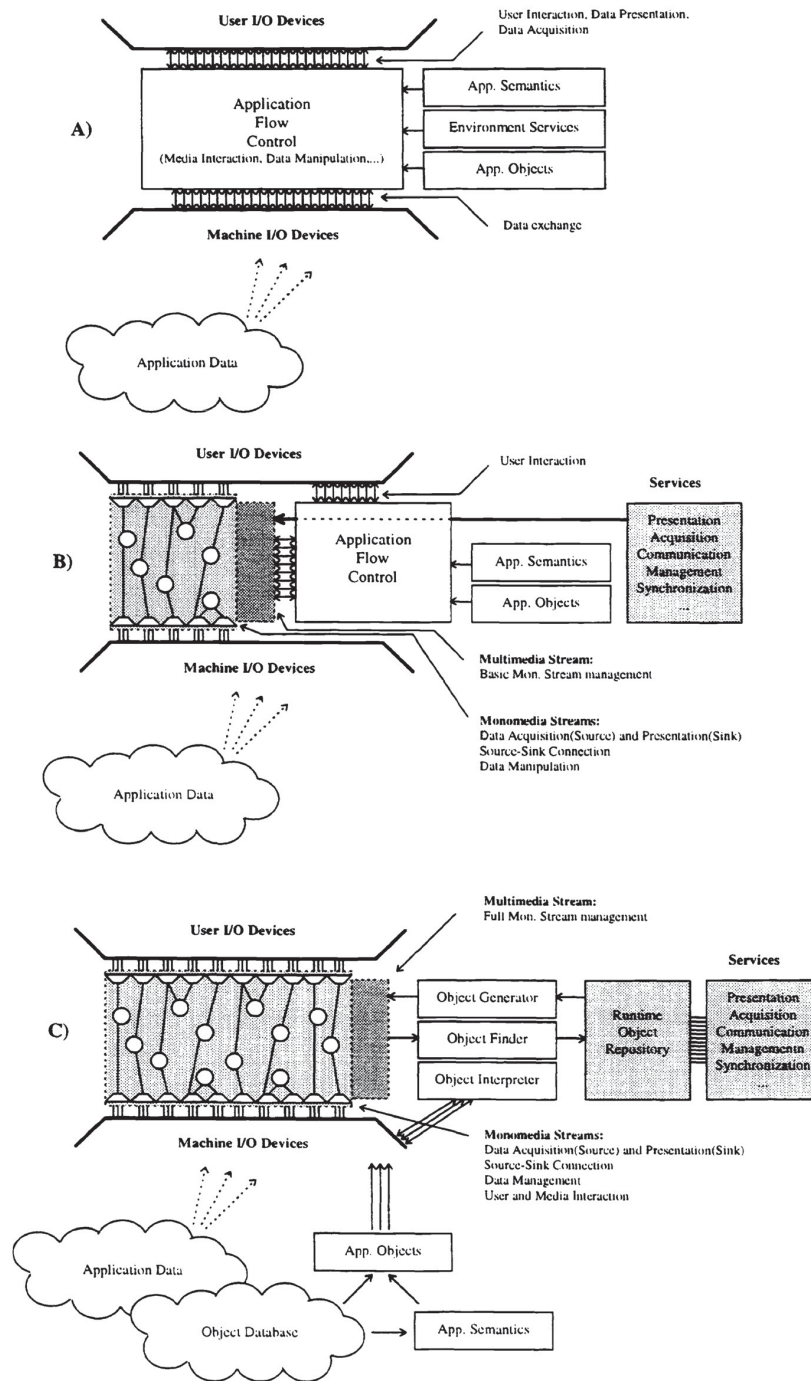 User I/O Devices
User Interaction, Data Presentation,
Data Acquisition
A)
Application
Flow
Control
(Media Interaction, Data Manipulation,...)
App. Semantics
Environment Services
App. Objects
Machine I/O Devices
Data exchange
Application Data
User I/O Devices
User Interaction
Services
B)
Application
Flow
Control
App. Semantics
App. Objects
Presentation
Acquisition
Communication
Management
Synchronization
...
Machine I/O Devices
Multimedia Stream:
Basic Mon. Stream management
Monomedia Streams:
Data Acquisition(Source) and Presentation(Sink)
Source-Sink Connection
Data Manipulation
Application Data
Multimedia Stream:
Full Mon. Stream management
User I/O Devices
Services
C)
Object Generator
Object Finder
Object Interpreter
Runtime
Object
Repository
Presentation
Acquisition
Communication
Managementn
Synchronization
...
Machine I/O Devices
Monomedia Streams:
Data Acquisition(Source) and Presentation(Sink)
Source-Sink Connection
Data Management
User and Media Interaction
App. Objects
Application Data
Object Database
App. Semantics